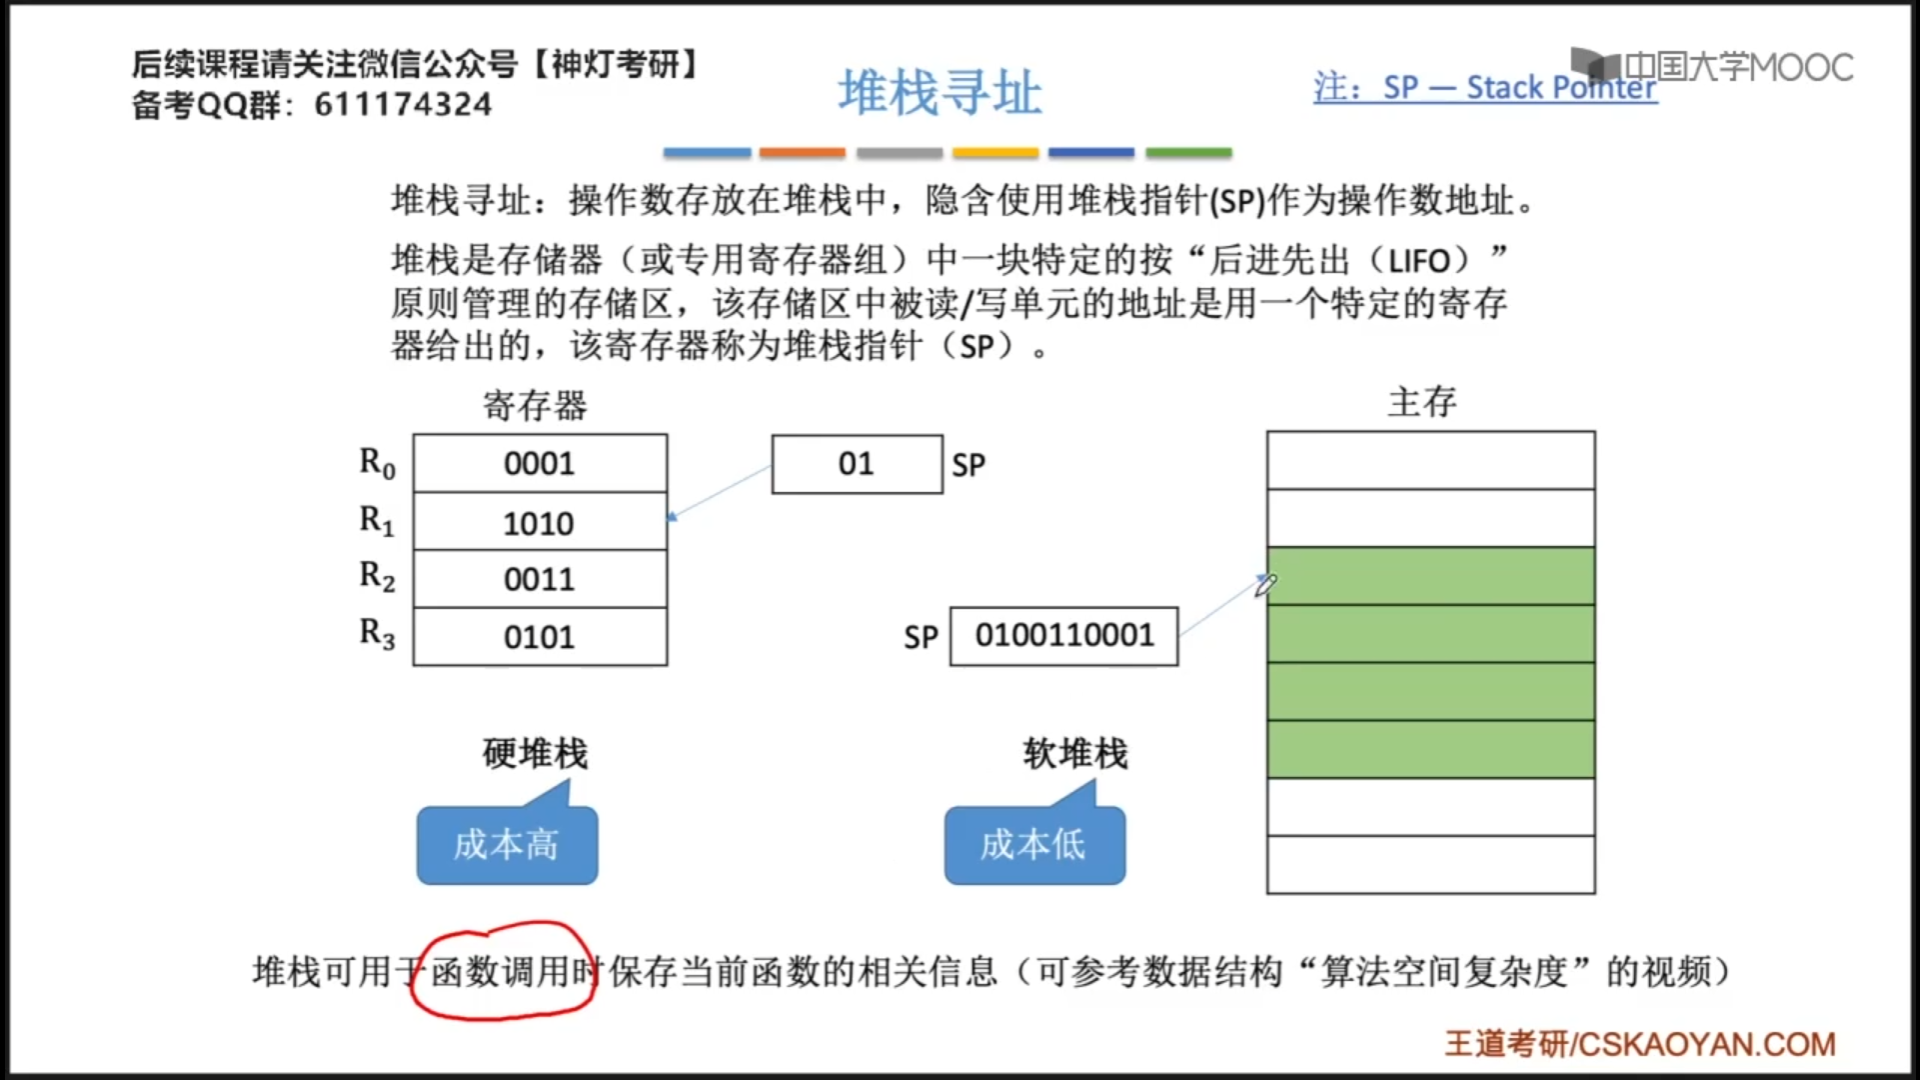 后续课程请关注微信公众号【神灯考研】
备考QQ群：611174324
堆栈寻址
中国大学MOOC
注：SP — Stack Pointer
堆栈寻址：操作数存放在堆栈中，隐含使用堆栈指针(SP)作为操作数地址。
堆栈是存储器（或专用寄存器组）中一块特定的按“后进先出（LIFO）”
原则管理的存储区，该存储区中被读/写单元的地址是用一个特定的寄存
器给出的，该寄存器称为堆栈指针（SP）。
寄存器
主存
R0 0001
01 SP
R1 1010
R2 0011
R3 0101
SP 0100110001
硬堆栈
软堆栈
成本高
成本低
堆栈可用于函数调用时保存当前函数的相关信息（可参考数据结构“算法空间复杂度”的视频）
王道考研/CSKAOYAN.COM